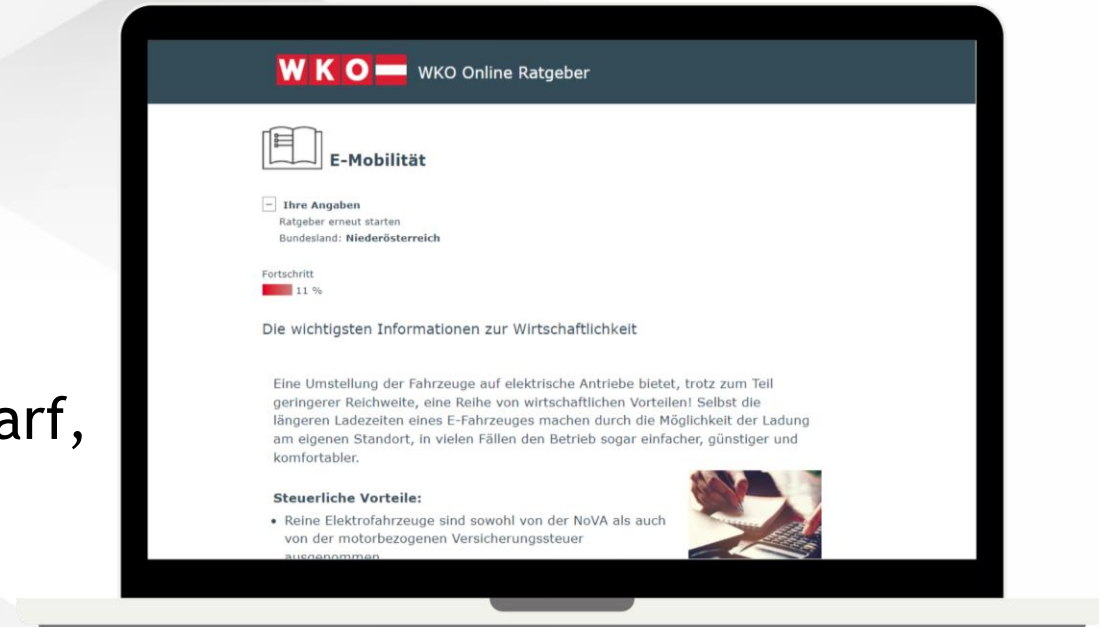 WKO WKO Online Ratgeber
E-Mobilität
Ihre Angaben
Ratgeber erneut starten
Bundesland: Niederösterreich
Fortschritt
11 %
Die wichtigsten Informationen zur Wirtschaftlichkeit
Eine Umstellung der Fahrzeuge auf elektrische Antriebe bietet, trotz zum Teil
geringerer Reichweite, eine Reihe von wirtschaftlichen Vorteilen! Selbst die
längeren Ladezeiten eines E-Fahrzeuges machen durch die Möglichkeit der Ladung
am eigenen Standort, in vielen Fällen den Betrieb sogar einfacher, günstiger und
komfortabler.
arf,
Steuerliche Vorteile:
• Reine Elektrofahrzeuge sind sowohl von der NoVA als auch
von der motorbezogenen Versicherungssteuer
ausgenommen